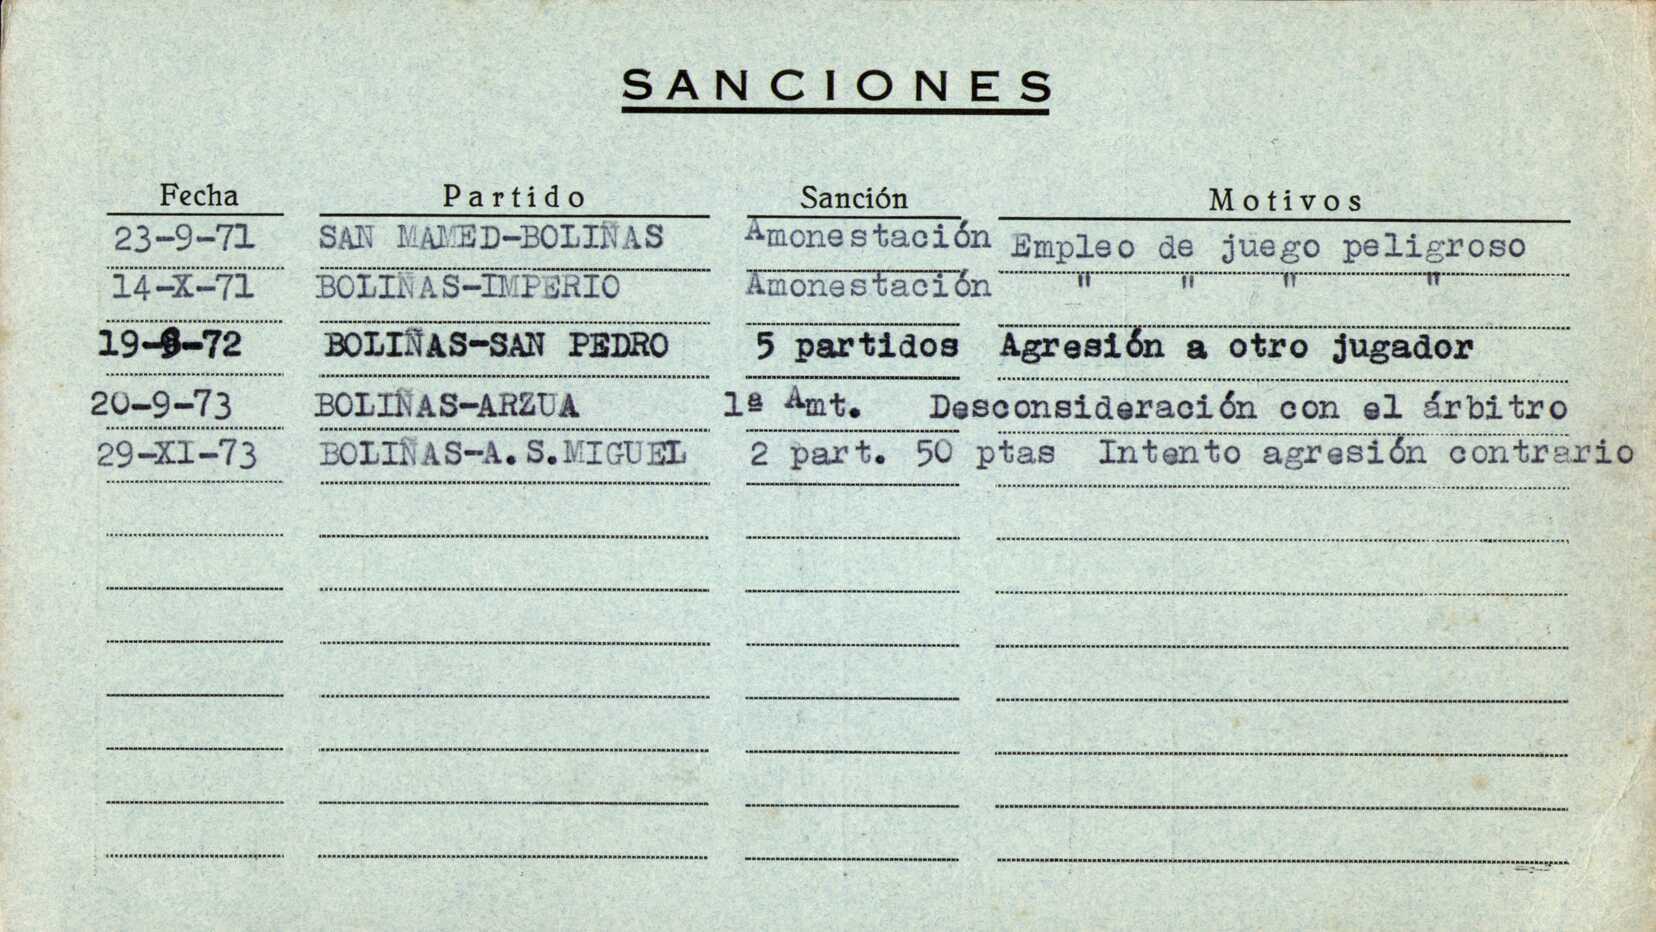 SANCIONES
Fecha Partido Sanción Motivos
23-9-71 SAN MAMED-BOLIÑAS Amonestación Empleo de juego peligroso
14-X-71 BOLIÑAS-IMPERIO Amonestación " " " "
BOLIÑAS-SAN PEDRO 5 partidos Agresión a otro jugador
20-9-73 BOLIÑAS-ARZUA 1ª Amt. Desconsideración con el árbitro
29-XI-73 BOLIÑAS-A.S.MIGUEL 2 part. 50 ptas Intento agresión contrario